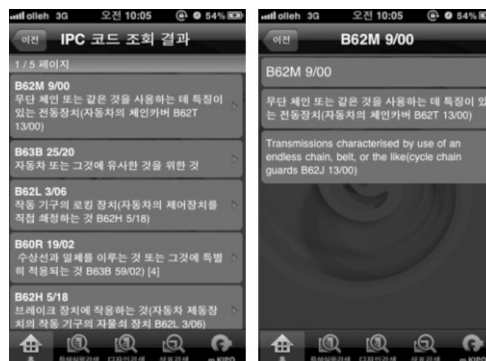 olleh 3G 오전 10:05 54%
이전 IPC 코드 조회 결과
1 / 5 페이지
B62M 9/00
무단 체인 또는 같은 것을 사용하는 데 특징이
있는 전동장치(자동차의 체인카버 B62T
13/00)
B63B 25/20
자동차 또는 그것에 유사한 것을 위한 것
B62L 3/06
작동 기구의 로킹 장치(자동차의 제어장치를
직접 쇄정하는 것 B62H 5/18)
B60R 19/02
수상선과 일체를 이루는 것 또는 그것에 특별
히 적용되는 것 B63B 59/02) [4]
B62H 5/18
브레이크 장치에 작용하는 것(자동차 제동장
치의 작동 기구의 자물쇠 장치 B62L 3/06)
홈
olleh 3G 오전 10:05 54%
이전 B62M 9/00
B62M 9/00
무단 체인 또는 같은 것을 사용하는 데 특징이 있
는 전동장치(자동차의 체인카버 B62T 13/00)
Transmissions characterised by use of an
endless chain, belt, or the like(cycle chain
guards B62J 13/00)
홈